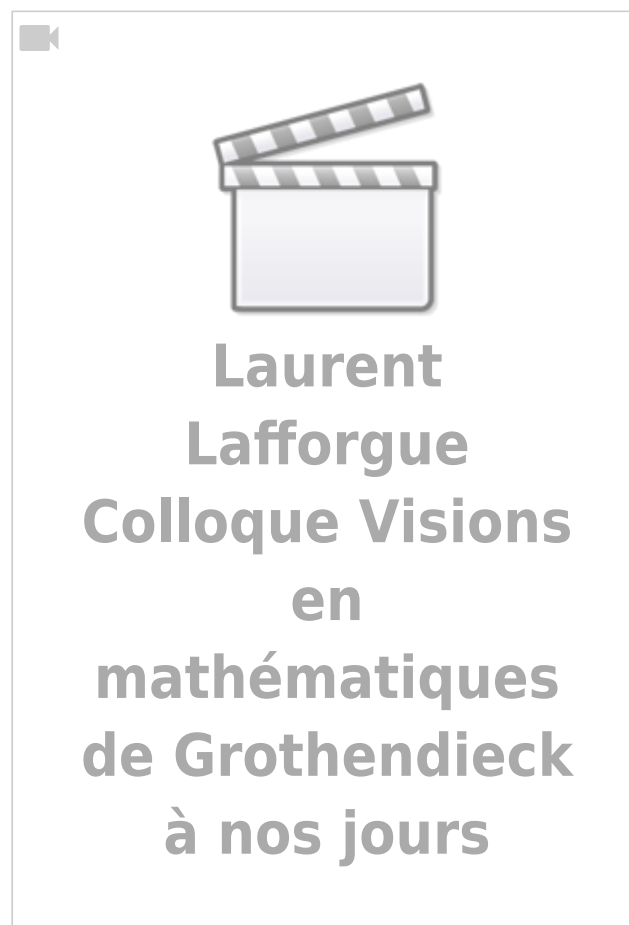 Laurent
Lafforgue
Colloque Visions
en
mathématiques
de Grothendieck
à nos jours